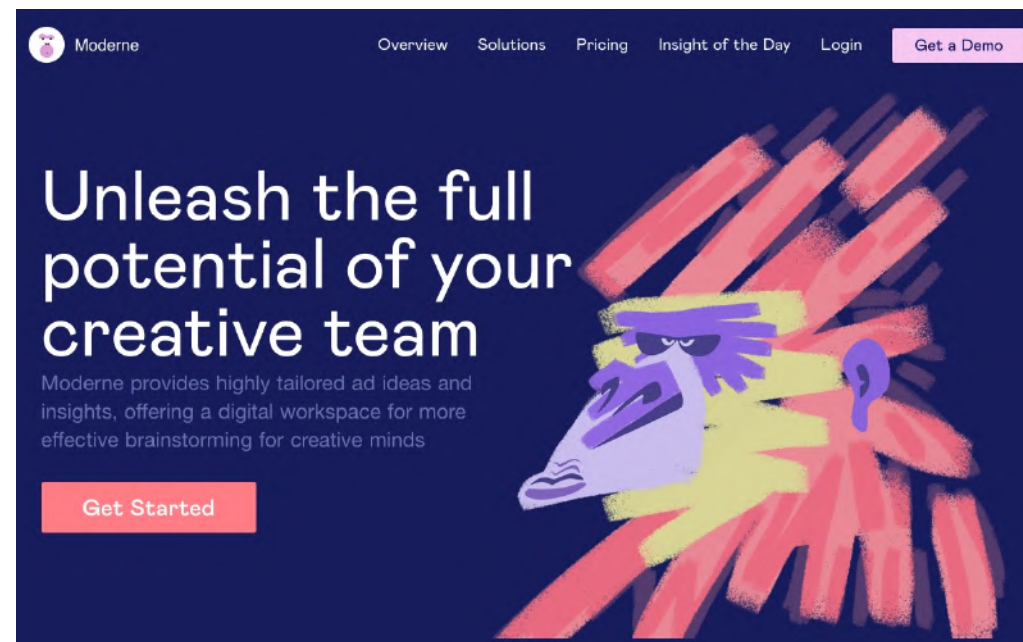 Moderne
Overview
Solutions
Pricing
Insight of the Day
Login
Get a Demo
Unleash the full
potential of your
creative team
Moderne provides highly tailored ad ideas and
insights, offering a digital workspace for more
effective brainstorming for creative minds
Get Started